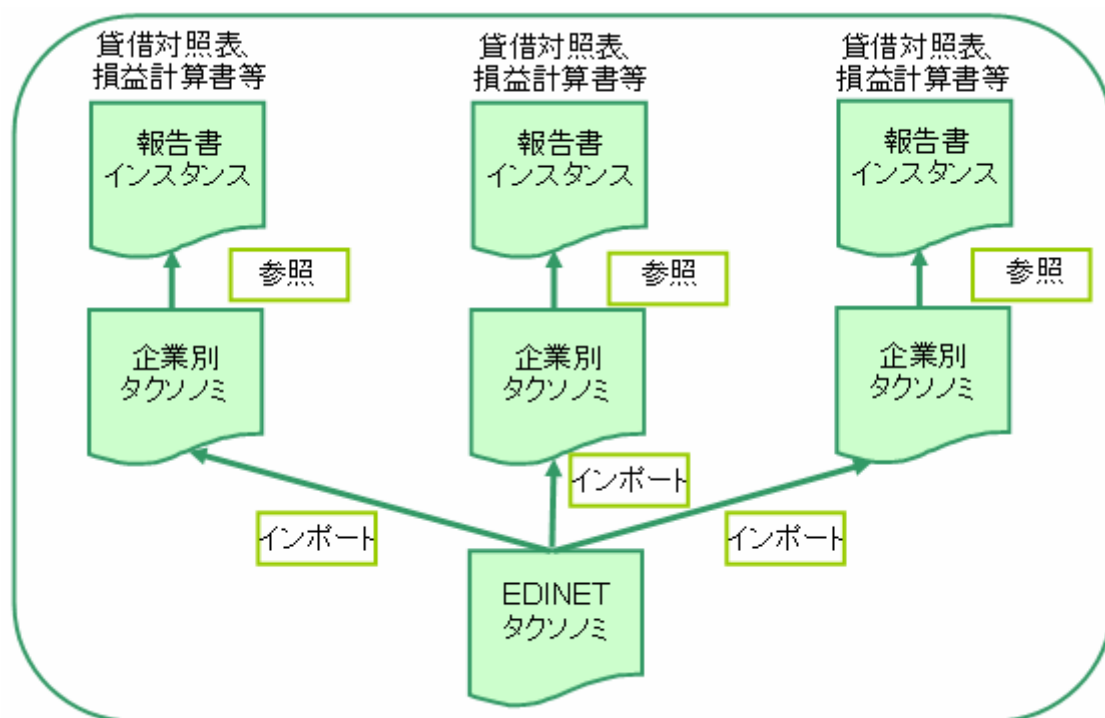 貸借対照表、
損益計算書等
貸借対照表、
損益計算書等
貸借対照表、
損益計算書等
報告書
インスタンス
報告書
インスタンス
報告書
インスタンス
参照
参照
参照
企業別
タクソノミ
企業別
タクソノミ
企業別
タクソノミ
インポート
インポート
インポート
EDINET
タクソノミ